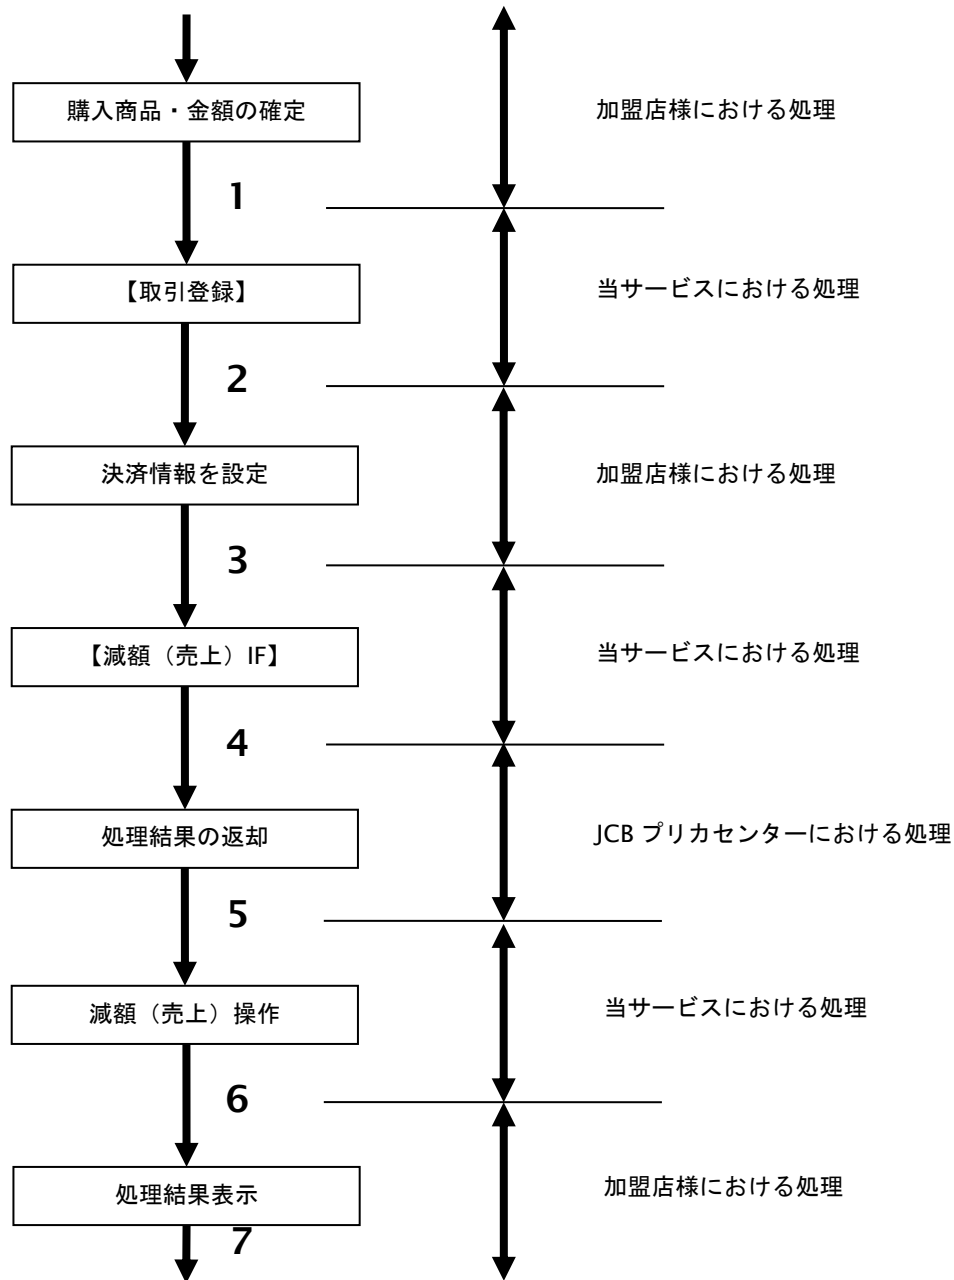 購入商品・金額の確定
加盟店様における処理
1
【取引登録】
当サービスにおける処理
2
決済情報を設定
加盟店様における処理
3
【減額（売上）IF】
当サービスにおける処理
4
処理結果の返却
JCB プリカセンターにおける処理
5
減額（売上）操作
当サービスにおける処理
6
処理結果表示
加盟店様における処理
7